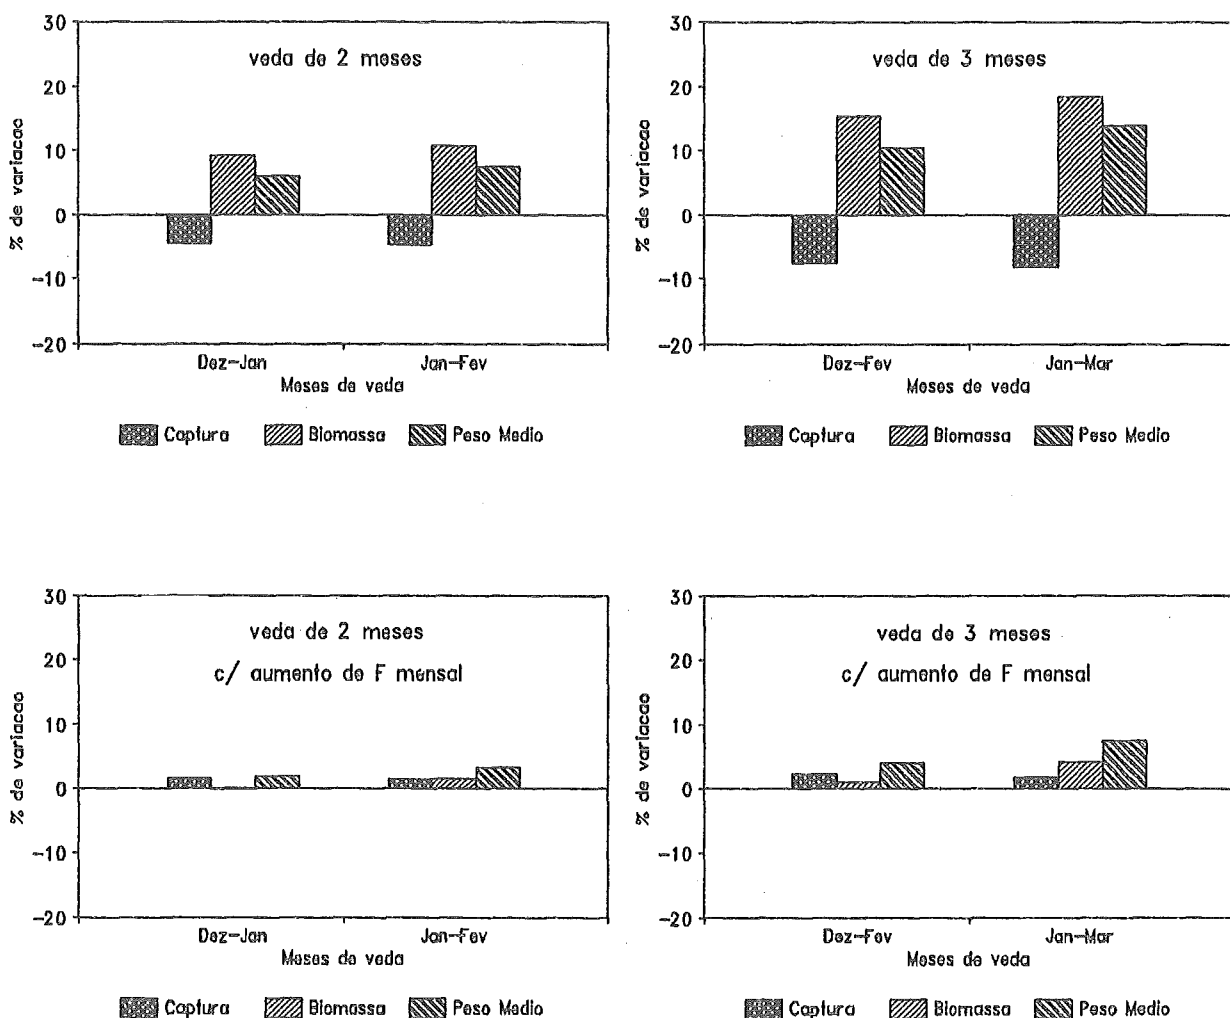 30
20
10
0
−10
−20
% de variacao
veda de 2 meses
Dez−Jan Jan−Fev
Meses de veda
Captura Biomassa Peso Medio
30
20
10
0
−10
−20
% de variacao
veda de 3 meses
Dez−Fev Jan−Mar
Meses de veda
Captura Biomassa Peso Medio
30
20
10
0
−10
−20
% de variacao
veda de 2 meses
c/ aumento de F mensal
Dez−Jan Jan−Fev
Meses de veda
Captura Biomassa Peso Medio
30
20
10
0
−10
−20
% de variacao
veda de 3 meses
c/ aumento de F mensal
Dez−Fev Jan−Mar
Meses de veda
Captura Biomassa Peso Medio